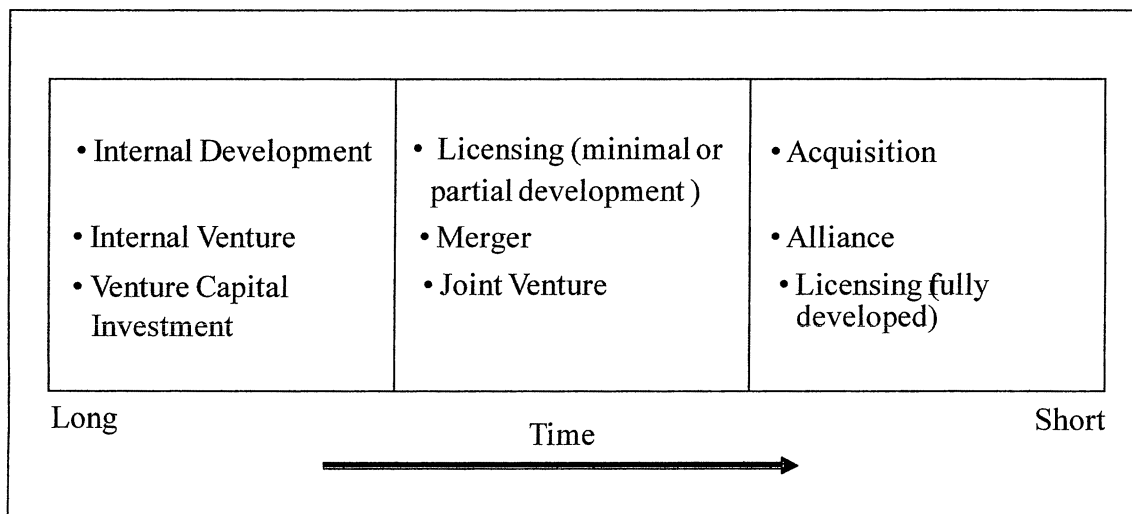 • Internal Development
• Internal Venture
• Venture Capital
Investment
• Licensing (minimal or
partial development )
• Merger
• Joint Venture
• Acquisition
• Alliance
• Licensing (fully
developed)
Long
Time
Short